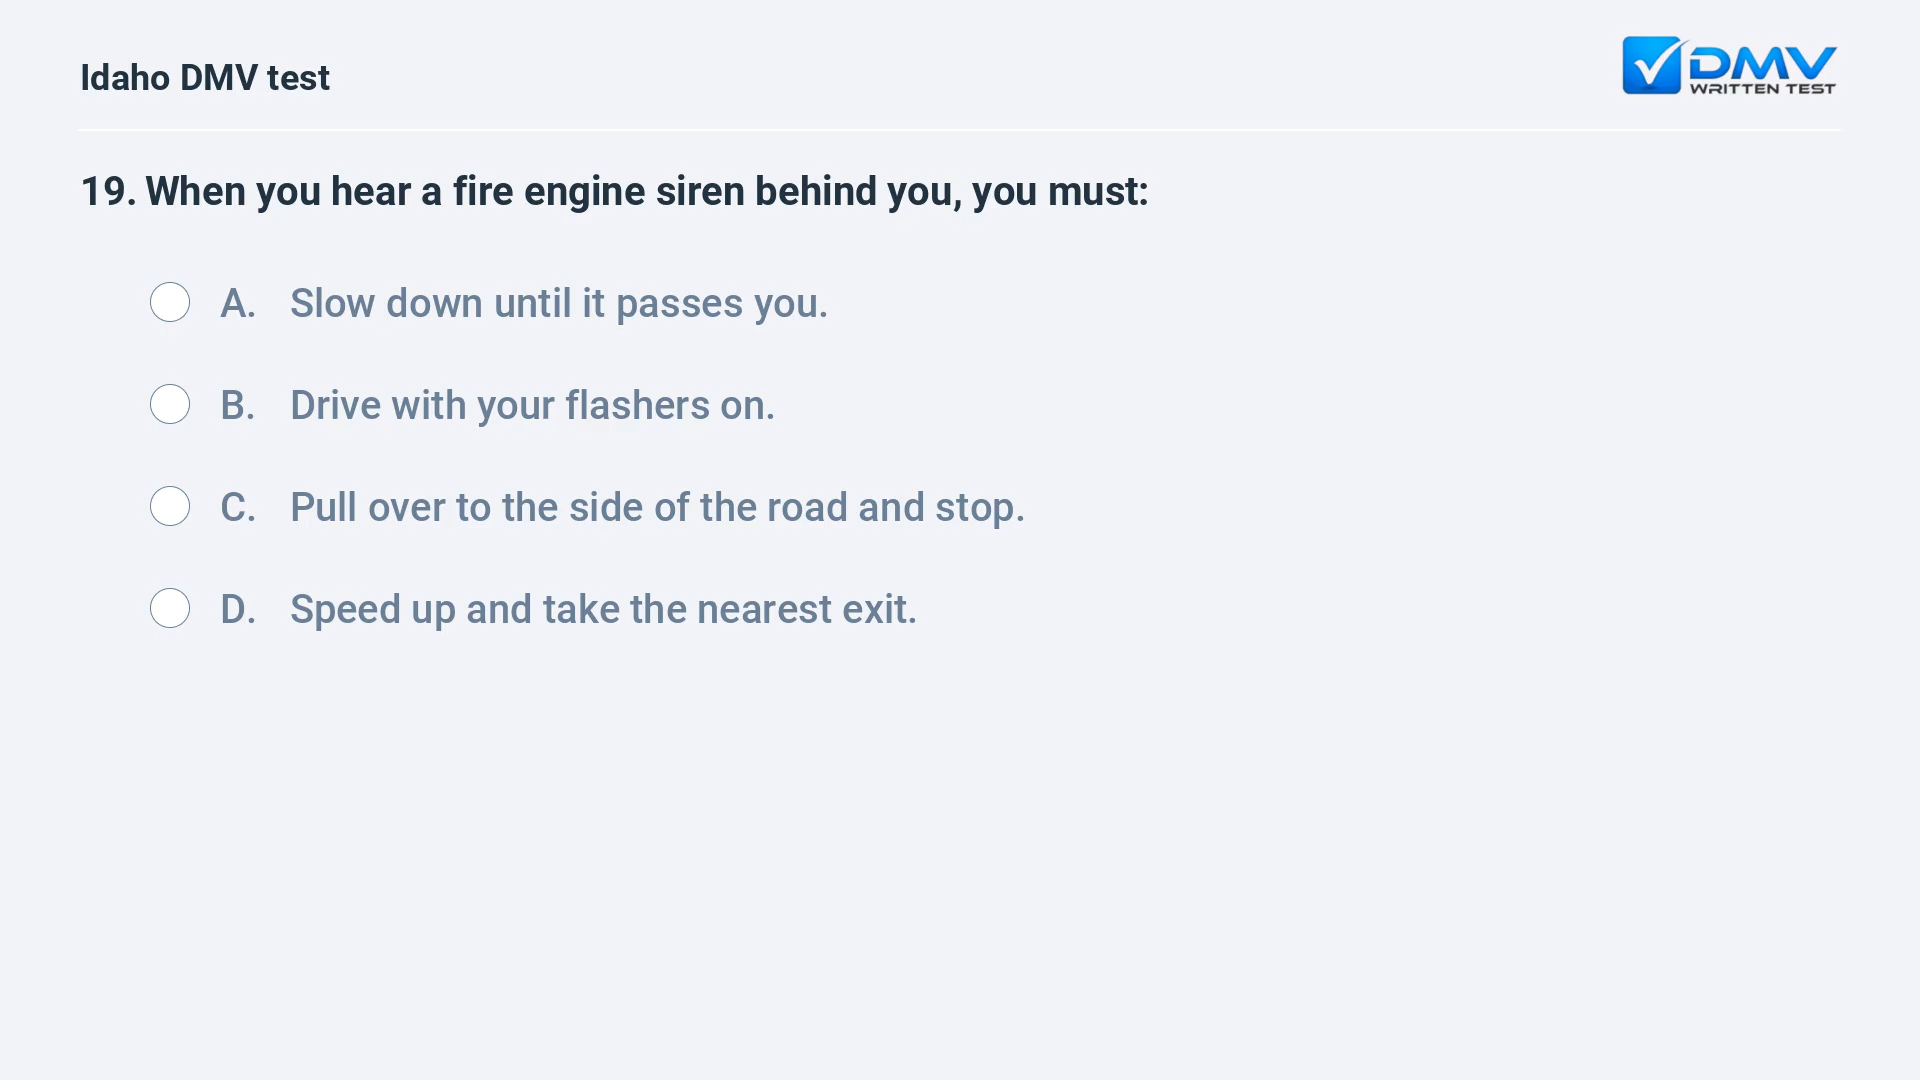 Idaho DMV test
DMV
WRITTEN TEST
19. When you hear a fire engine siren behind you, you must:
A. Slow down until it passes you.
B. Drive with your flashers on.
C. Pull over to the side of the road and stop.
D. Speed up and take the nearest exit.